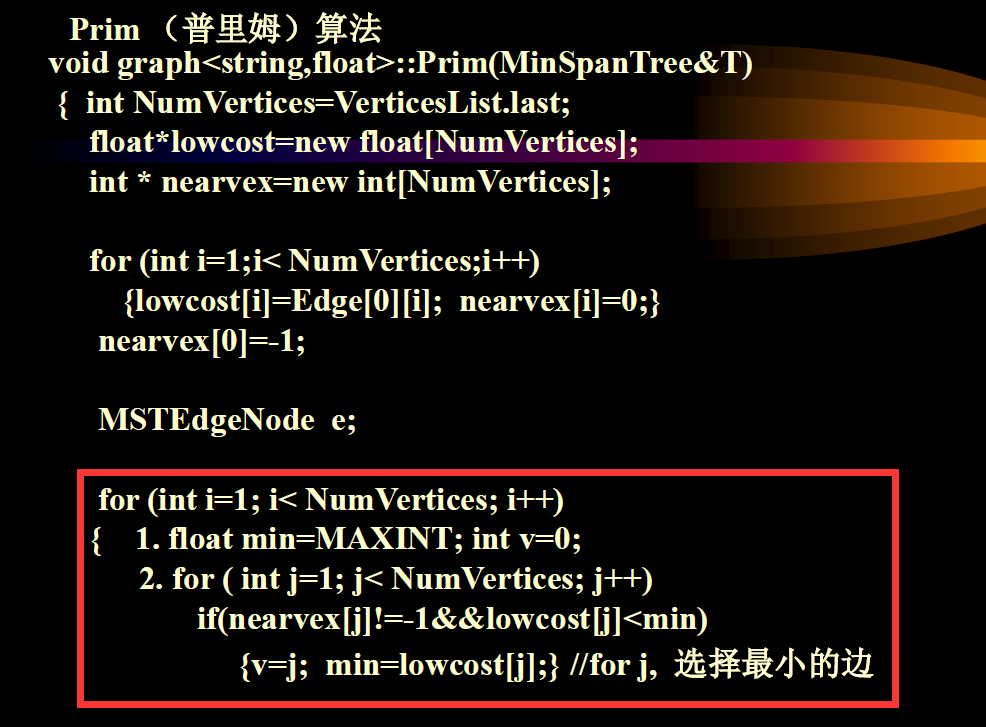 Prim （普里姆）算法
void graph<string,float>::Prim(MinSpanTree&T)
{ int NumVertices=VerticesList.last;
float*lowcost=new float[NumVertices];
int * nearvex=new int[NumVertices];
for (int i=1;i< NumVertices;i++)
{lowcost[i]=Edge[0][i]; nearvex[i]=0;}
nearvex[0]=-1;
MSTEdgeNode e;
for (int i=1; i< NumVertices; i++)
{ 1. float min=MAXINT; int v=0;
2. for ( int j=1; j< NumVertices; j++)
if(nearvex[j]!=-1&&lowcost[j]<min)
{v=j; min=lowcost[j];} //for j, 选择最小的边